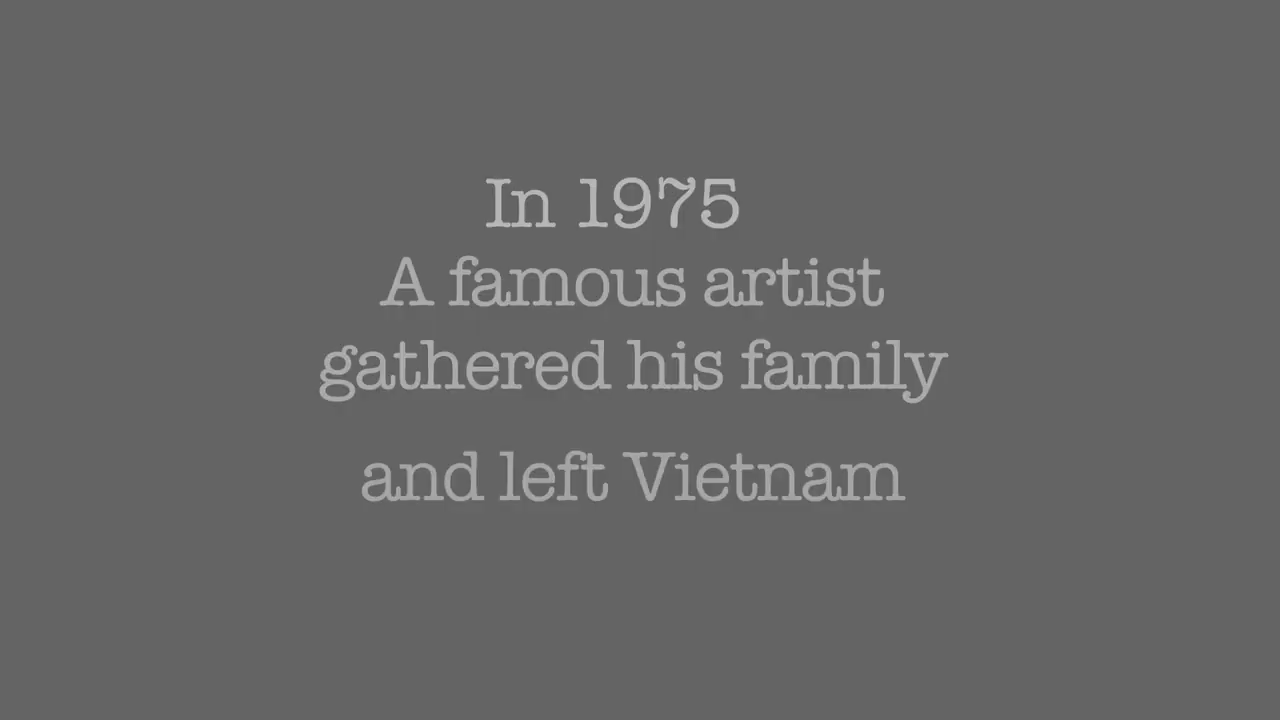 In 1975
A famous artist
gathered his family
and left Vietnam